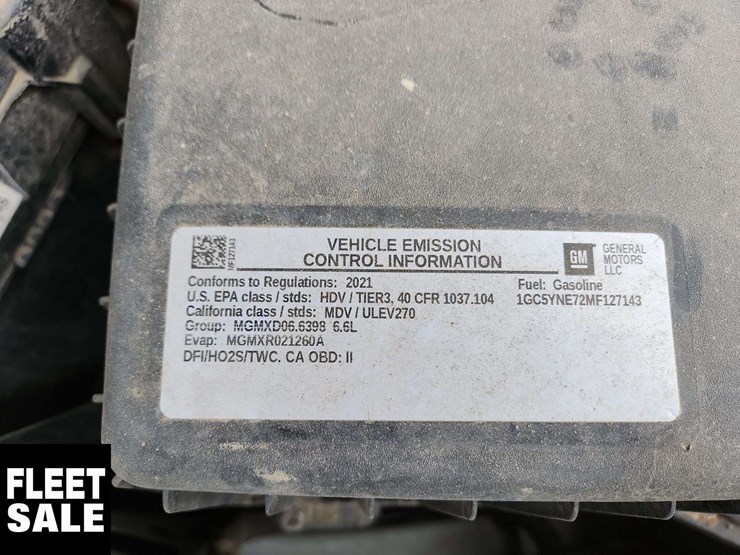 MF127143
VEHICLE EMISSION
CONTROL INFORMATION
GM
GENERAL
MOTORS
LLC
Conforms to Regulations: 2021
Fuel: Gasoline
U.S. EPA class / stds: HDV / TIER3, 40 CFR 1037.104
1GC5YNE72MF127143
California class / stds: MDV / ULEV270
Group: MGMXD06.6398 6.6L
Evap: MGMXR021260A
DFI/HO2S/TWC. CA OBD: II
FLEET
SALE